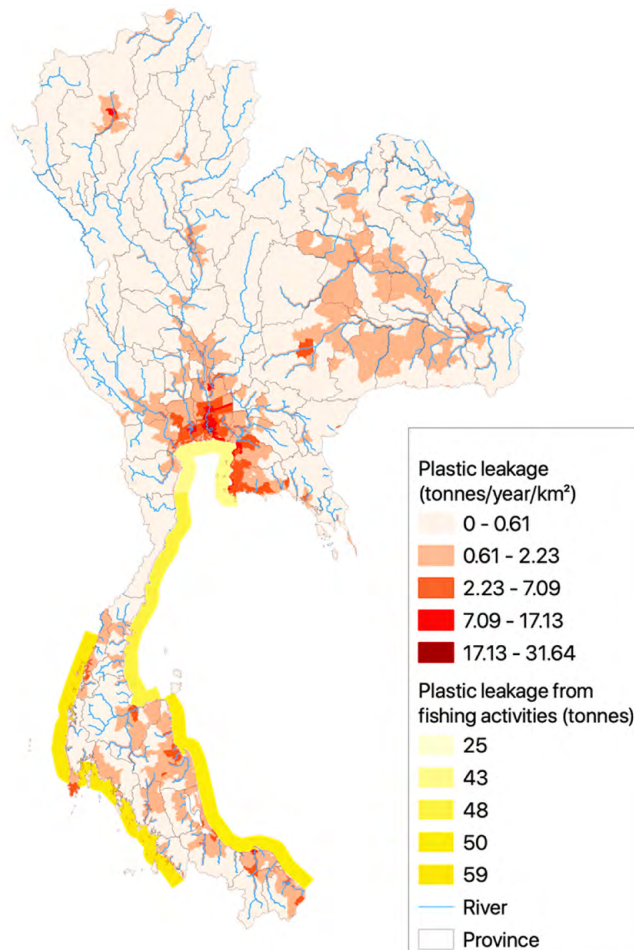 Plastic leakage
(tonnes/year/km²)
0 - 0.61
0.61 - 2.23
2.23 - 7.09
7.09 - 17.13
17.13 - 31.64
Plastic leakage from
fishing activities (tonnes)
25
43
48
50
59
River
Province